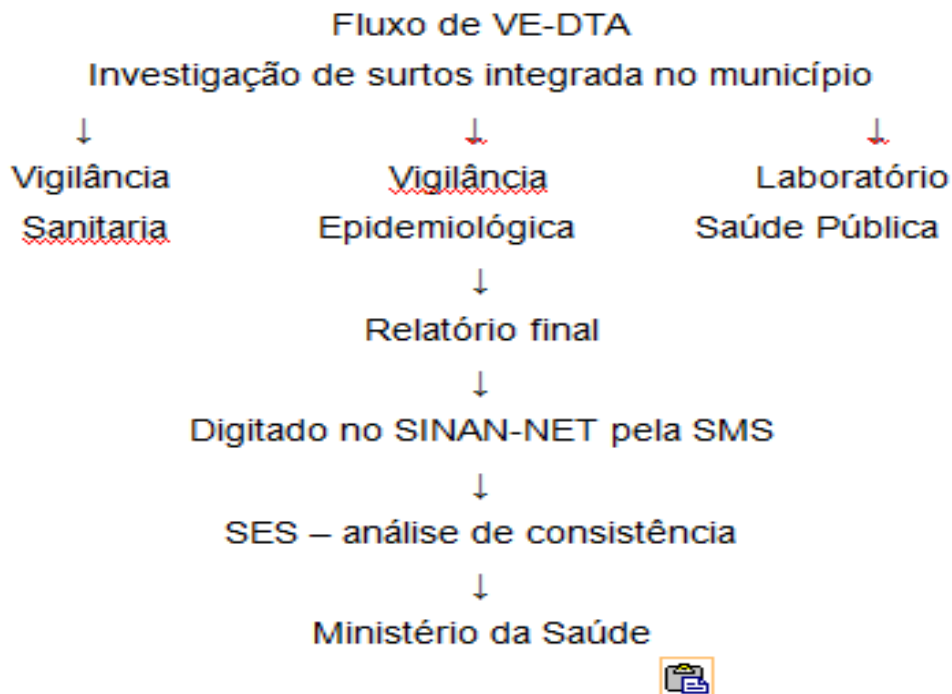 Fluxo de VE-DTA
Investigação de surtos integrada no município
↓ ↓ ↓
Vigilância Vigilância Laboratório
Sanitaria Epidemiológica Saúde Pública
↓
Relatório final
↓
Digitado no SINAN-NET pela SMS
↓
SES – análise de consistência
↓
Ministério da Saúde